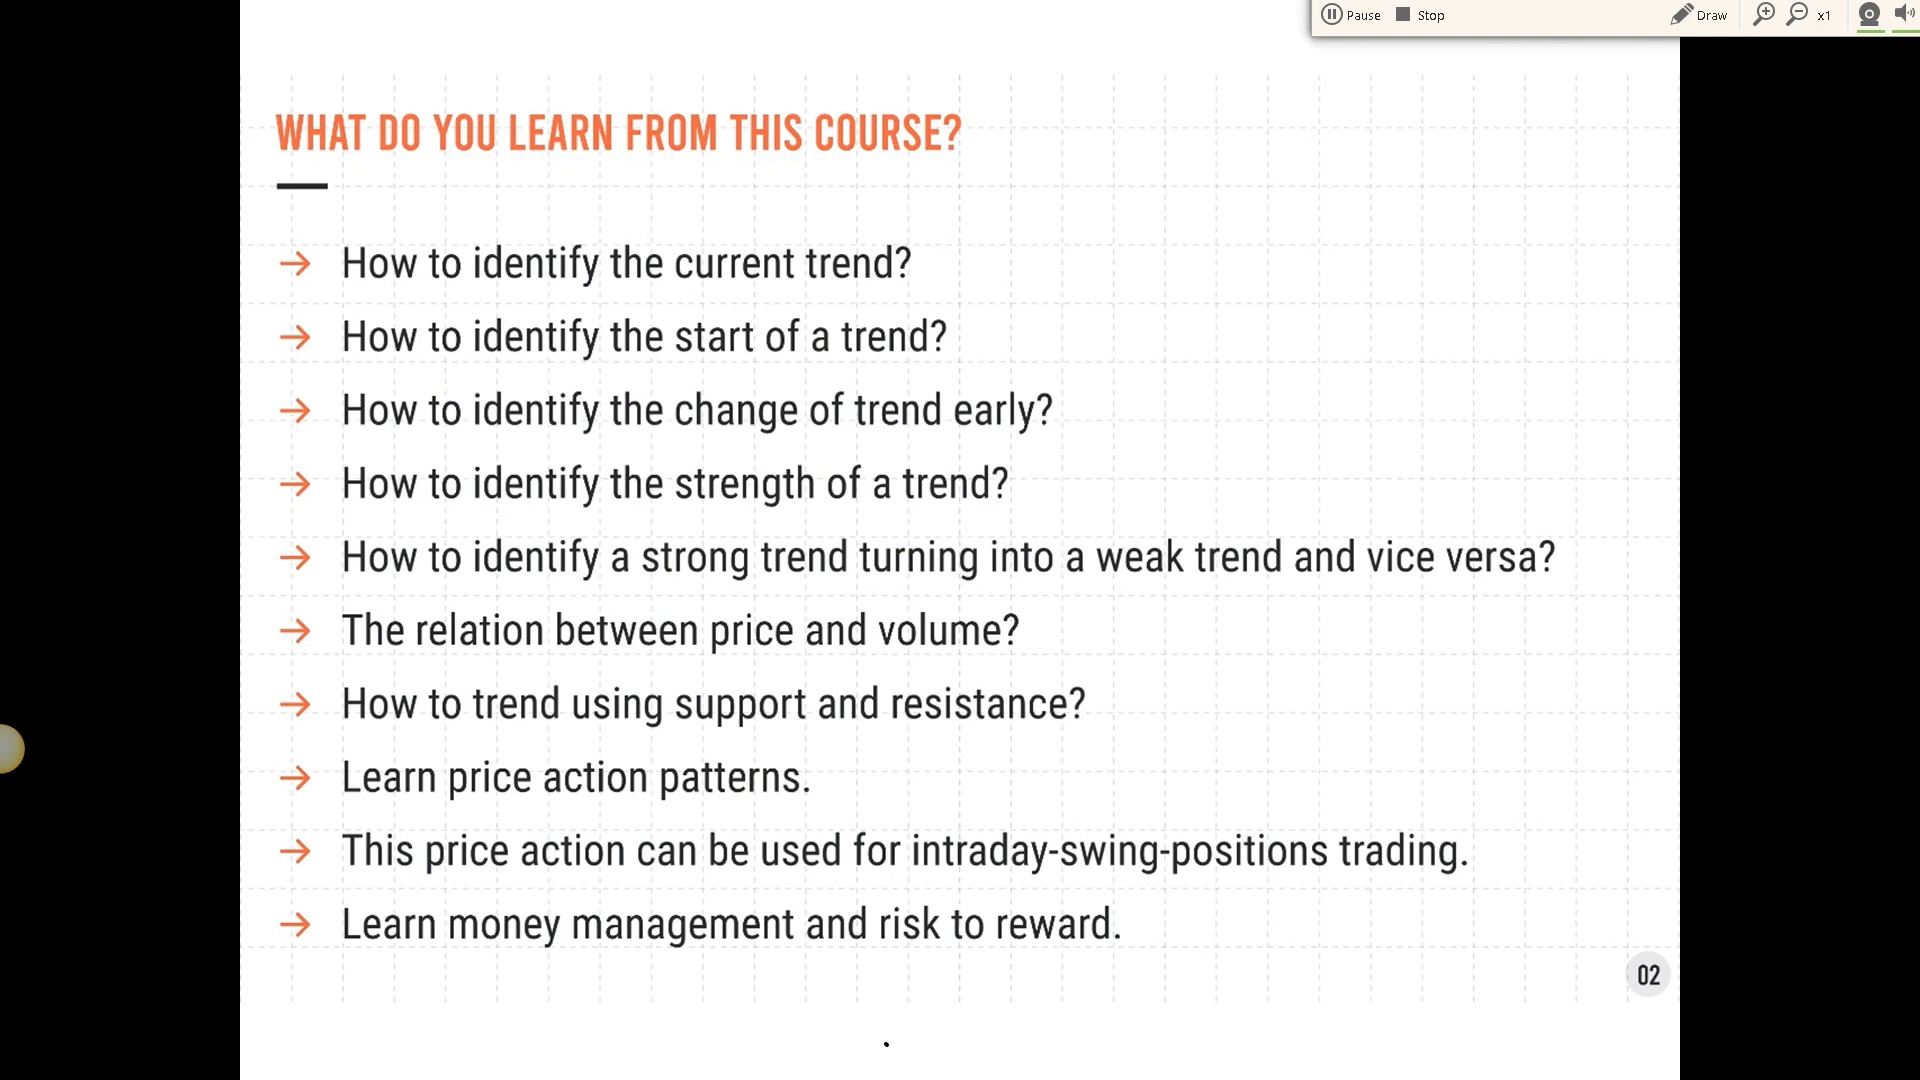 Pause Stop Draw x1
WHAT DO YOU LEARN FROM THIS COURSE?
→ How to identify the current trend?
→ How to identify the start of a trend?
→ How to identify the change of trend early?
→ How to identify the strength of a trend?
→ How to identify a strong trend turning into a weak trend and vice versa?
→ The relation between price and volume?
→ How to trend using support and resistance?
→ Learn price action patterns.
→ This price action can be used for intraday-swing-positions trading.
→ Learn money management and risk to reward.
02